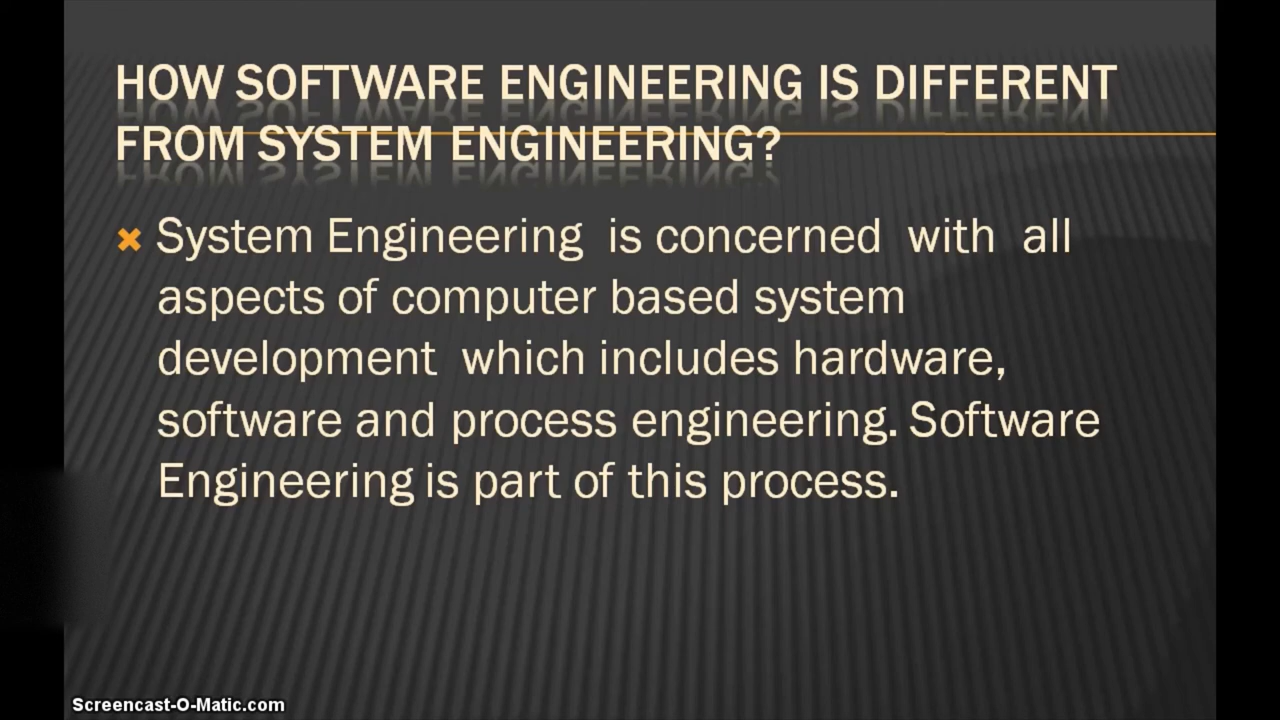 HOW SOFTWARE ENGINEERING IS DIFFERENT
FROM SYSTEM ENGINEERING?
System Engineering is concerned with all
aspects of computer based system
development which includes hardware,
software and process engineering. Software
Engineering is part of this process.
Screencast-O-Matic.com